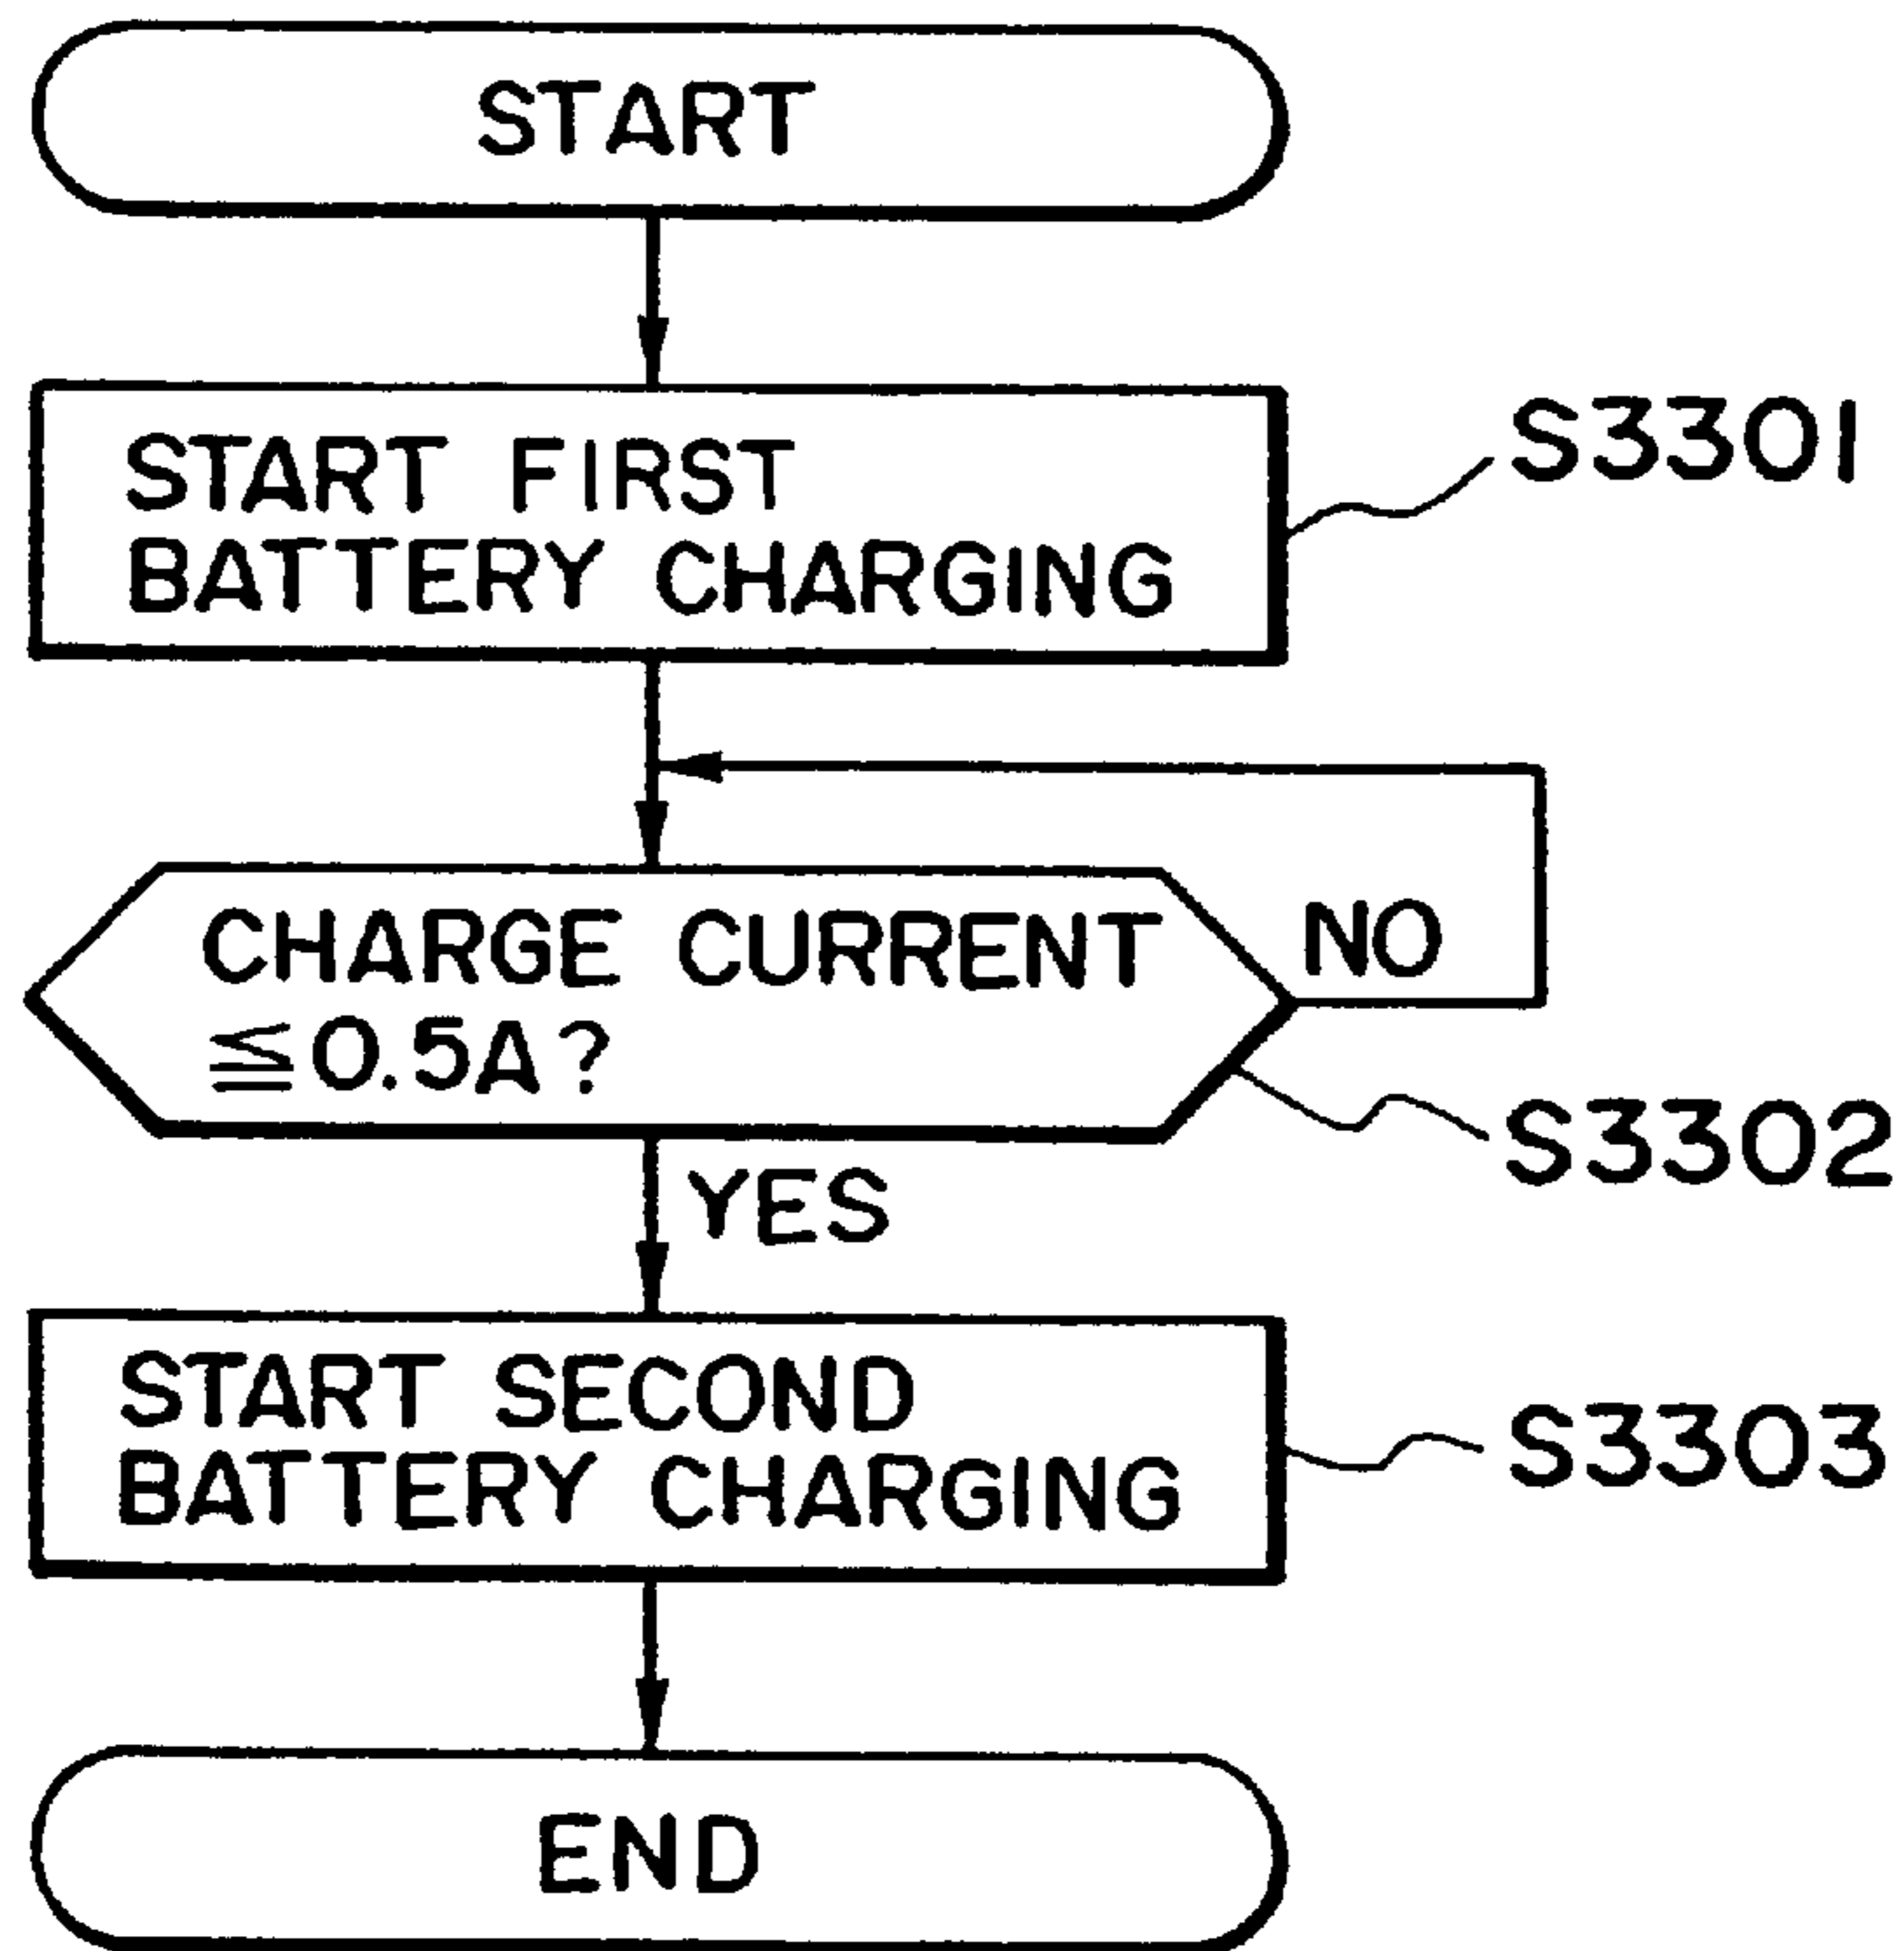 START
START FIRST
BATTERY CHARGING
S3301
CHARGE CURRENT
≦0.5A?
NO
S3302
YES
START SECOND
BATTERY CHARGING
S3303
END